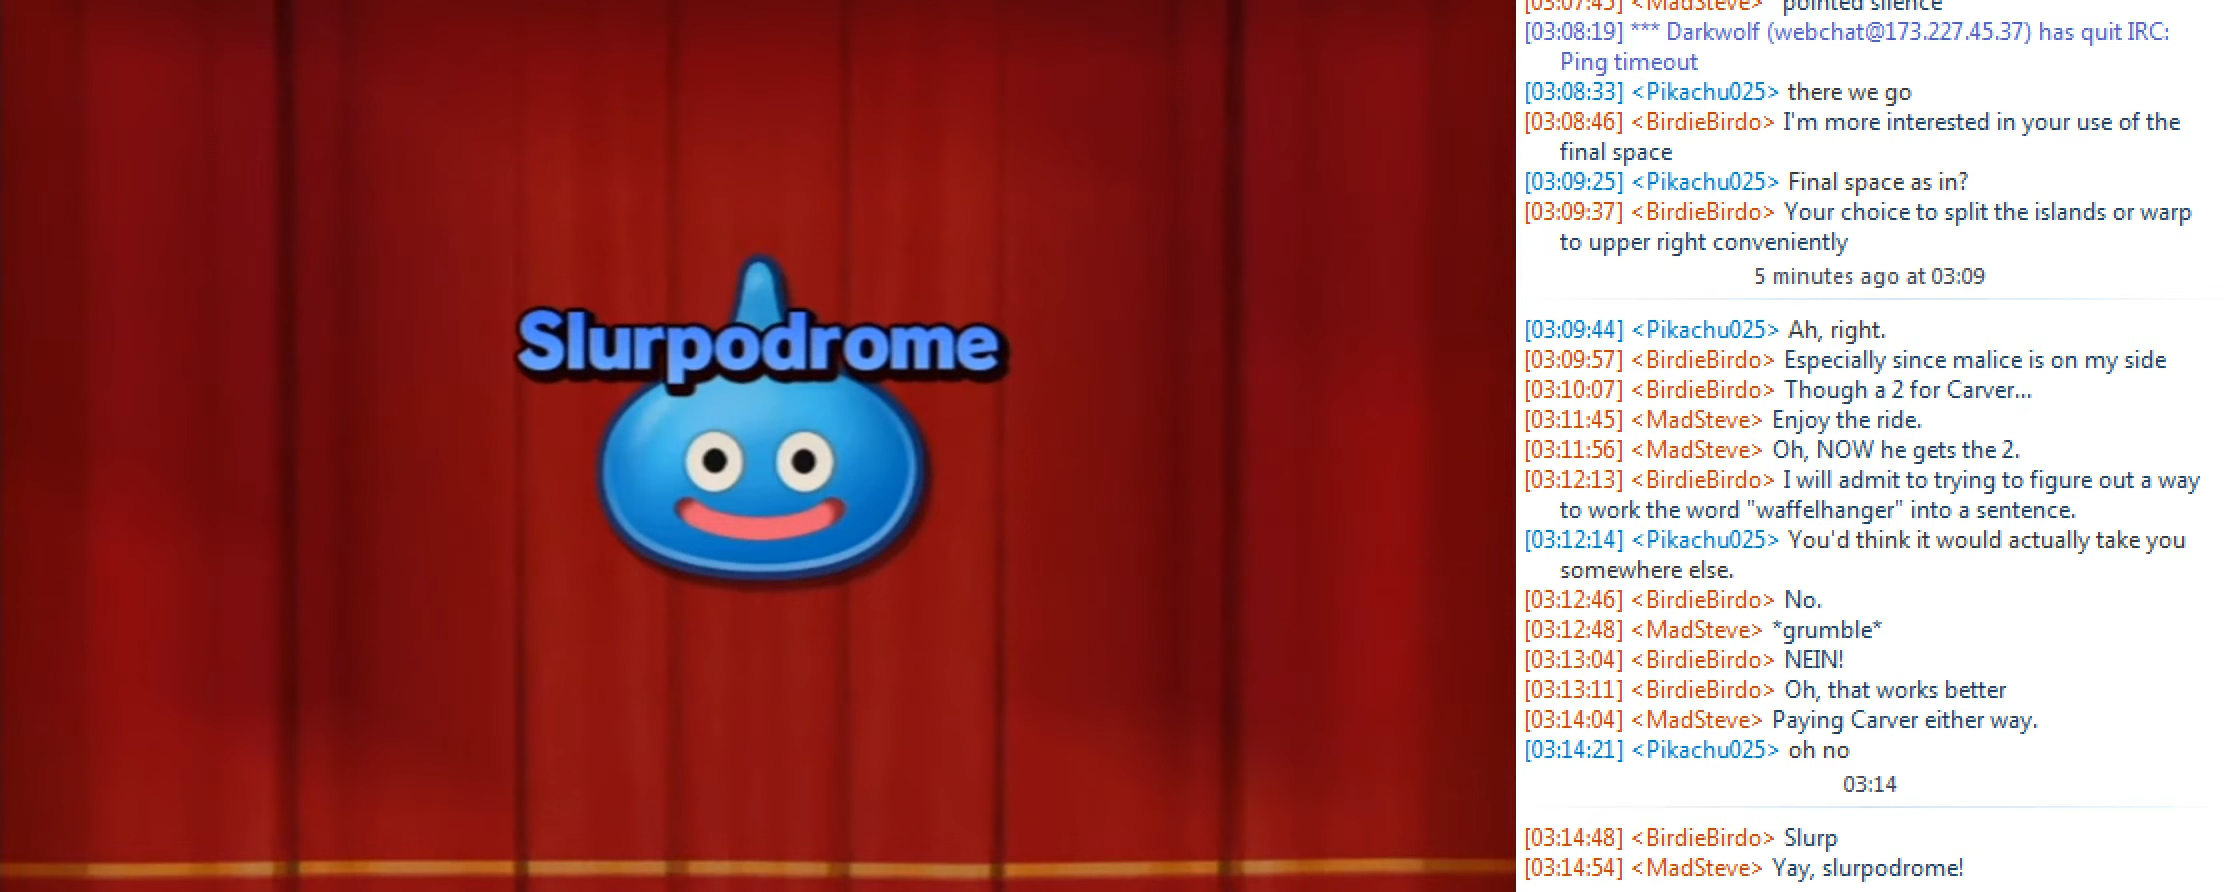 Slurpodrome
[03:07:45] <MadSteve> *pointed silence*
[03:08:19] *** Darkwolf (webchat@173.227.45.37) has quit IRC:
Ping timeout
[03:08:33] <Pikachu025> there we go
[03:08:46] <BirdieBirdo> I'm more interested in your use of the
final space
[03:09:25] <Pikachu025> Final space as in?
[03:09:37] <BirdieBirdo> Your choice to split the islands or warp
to upper right conveniently
5 minutes ago at 03:09
[03:09:44] <Pikachu025> Ah, right.
[03:09:57] <BirdieBirdo> Especially since malice is on my side
[03:10:07] <BirdieBirdo> Though a 2 for Carver...
[03:11:45] <MadSteve> Enjoy the ride.
[03:11:56] <MadSteve> Oh, NOW he gets the 2.
[03:12:13] <BirdieBirdo> I will admit to trying to figure out a way
to work the word "waffelhanger" into a sentence.
[03:12:14] <Pikachu025> You'd think it would actually take you
somewhere else.
[03:12:46] <BirdieBirdo> No.
[03:12:48] <MadSteve> *grumble*
[03:13:04] <BirdieBirdo> NEIN!
[03:13:11] <BirdieBirdo> Oh, that works better
[03:14:04] <MadSteve> Paying Carver either way.
[03:14:21] <Pikachu025> oh no
03:14
[03:14:48] <BirdieBirdo> Slurp
[03:14:54] <MadSteve> Yay, slurpodrome!